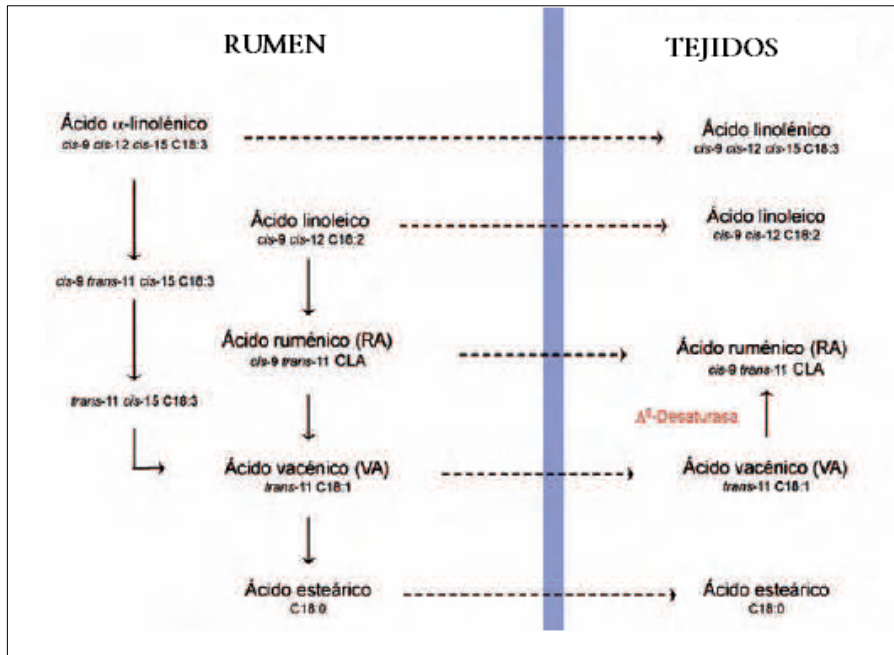 RUMEN
TEJIDOS
Ácido α-linolénico
cis-9 cis-12 cis-15 C18:3
Ácido linolénico
cis-9 cis-12 cis-15 C18:3
Ácido linoleico
cis-9 cis-12 C18:2
Ácido linoleico
cis-9 cis-12 C18:2
cis-9 trans-11 cis-15 C18:3
Ácido ruménico (RA)
cis-9 trans-11 CLA
Ácido ruménico (RA)
cis-9 trans-11 CLA
trans-11 cis-15 C18:3
Δ⁹-Desaturasa
Ácido vacénico (VA)
trans-11 C18:1
Ácido vacénico (VA)
trans-11 C18:1
Ácido esteárico
C18:0
Ácido esteárico
C18:0